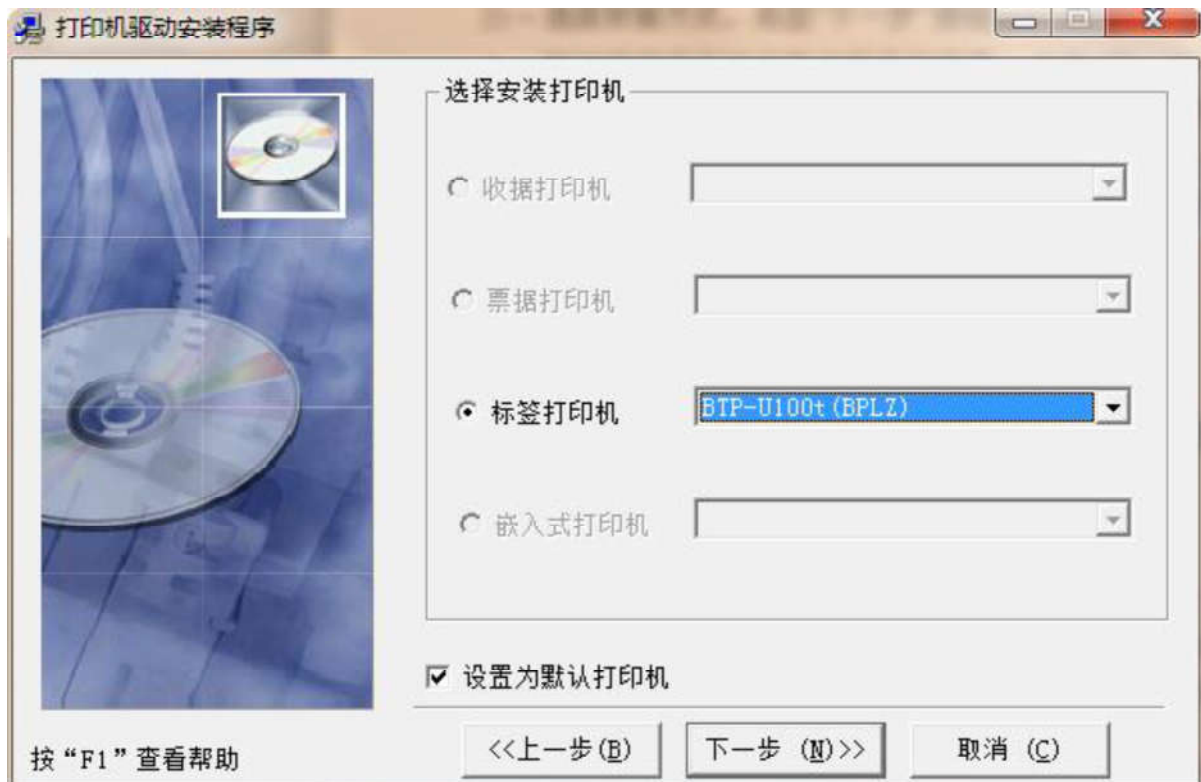 打印机驱动安装程序
选择安装打印机
收据打印机
票据打印机
标签打印机 BTP-U100t(BPLZ)
嵌入式打印机
设置为默认打印机
按“F1”查看帮助 <<上一步(B) 下一步 (N)>> 取消 (C)